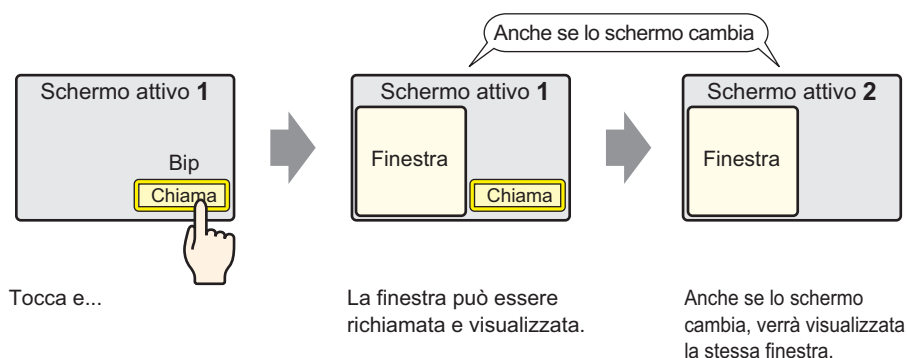 Anche se lo schermo cambia
Schermo attivo 1
Bip
Chiama
Tocca e...
Schermo attivo 1
Finestra
Chiama
La finestra può essere
richiamata e visualizzata.
Schermo attivo 2
Finestra
Anche se lo schermo
cambia, verrà visualizzata
la stessa finestra.